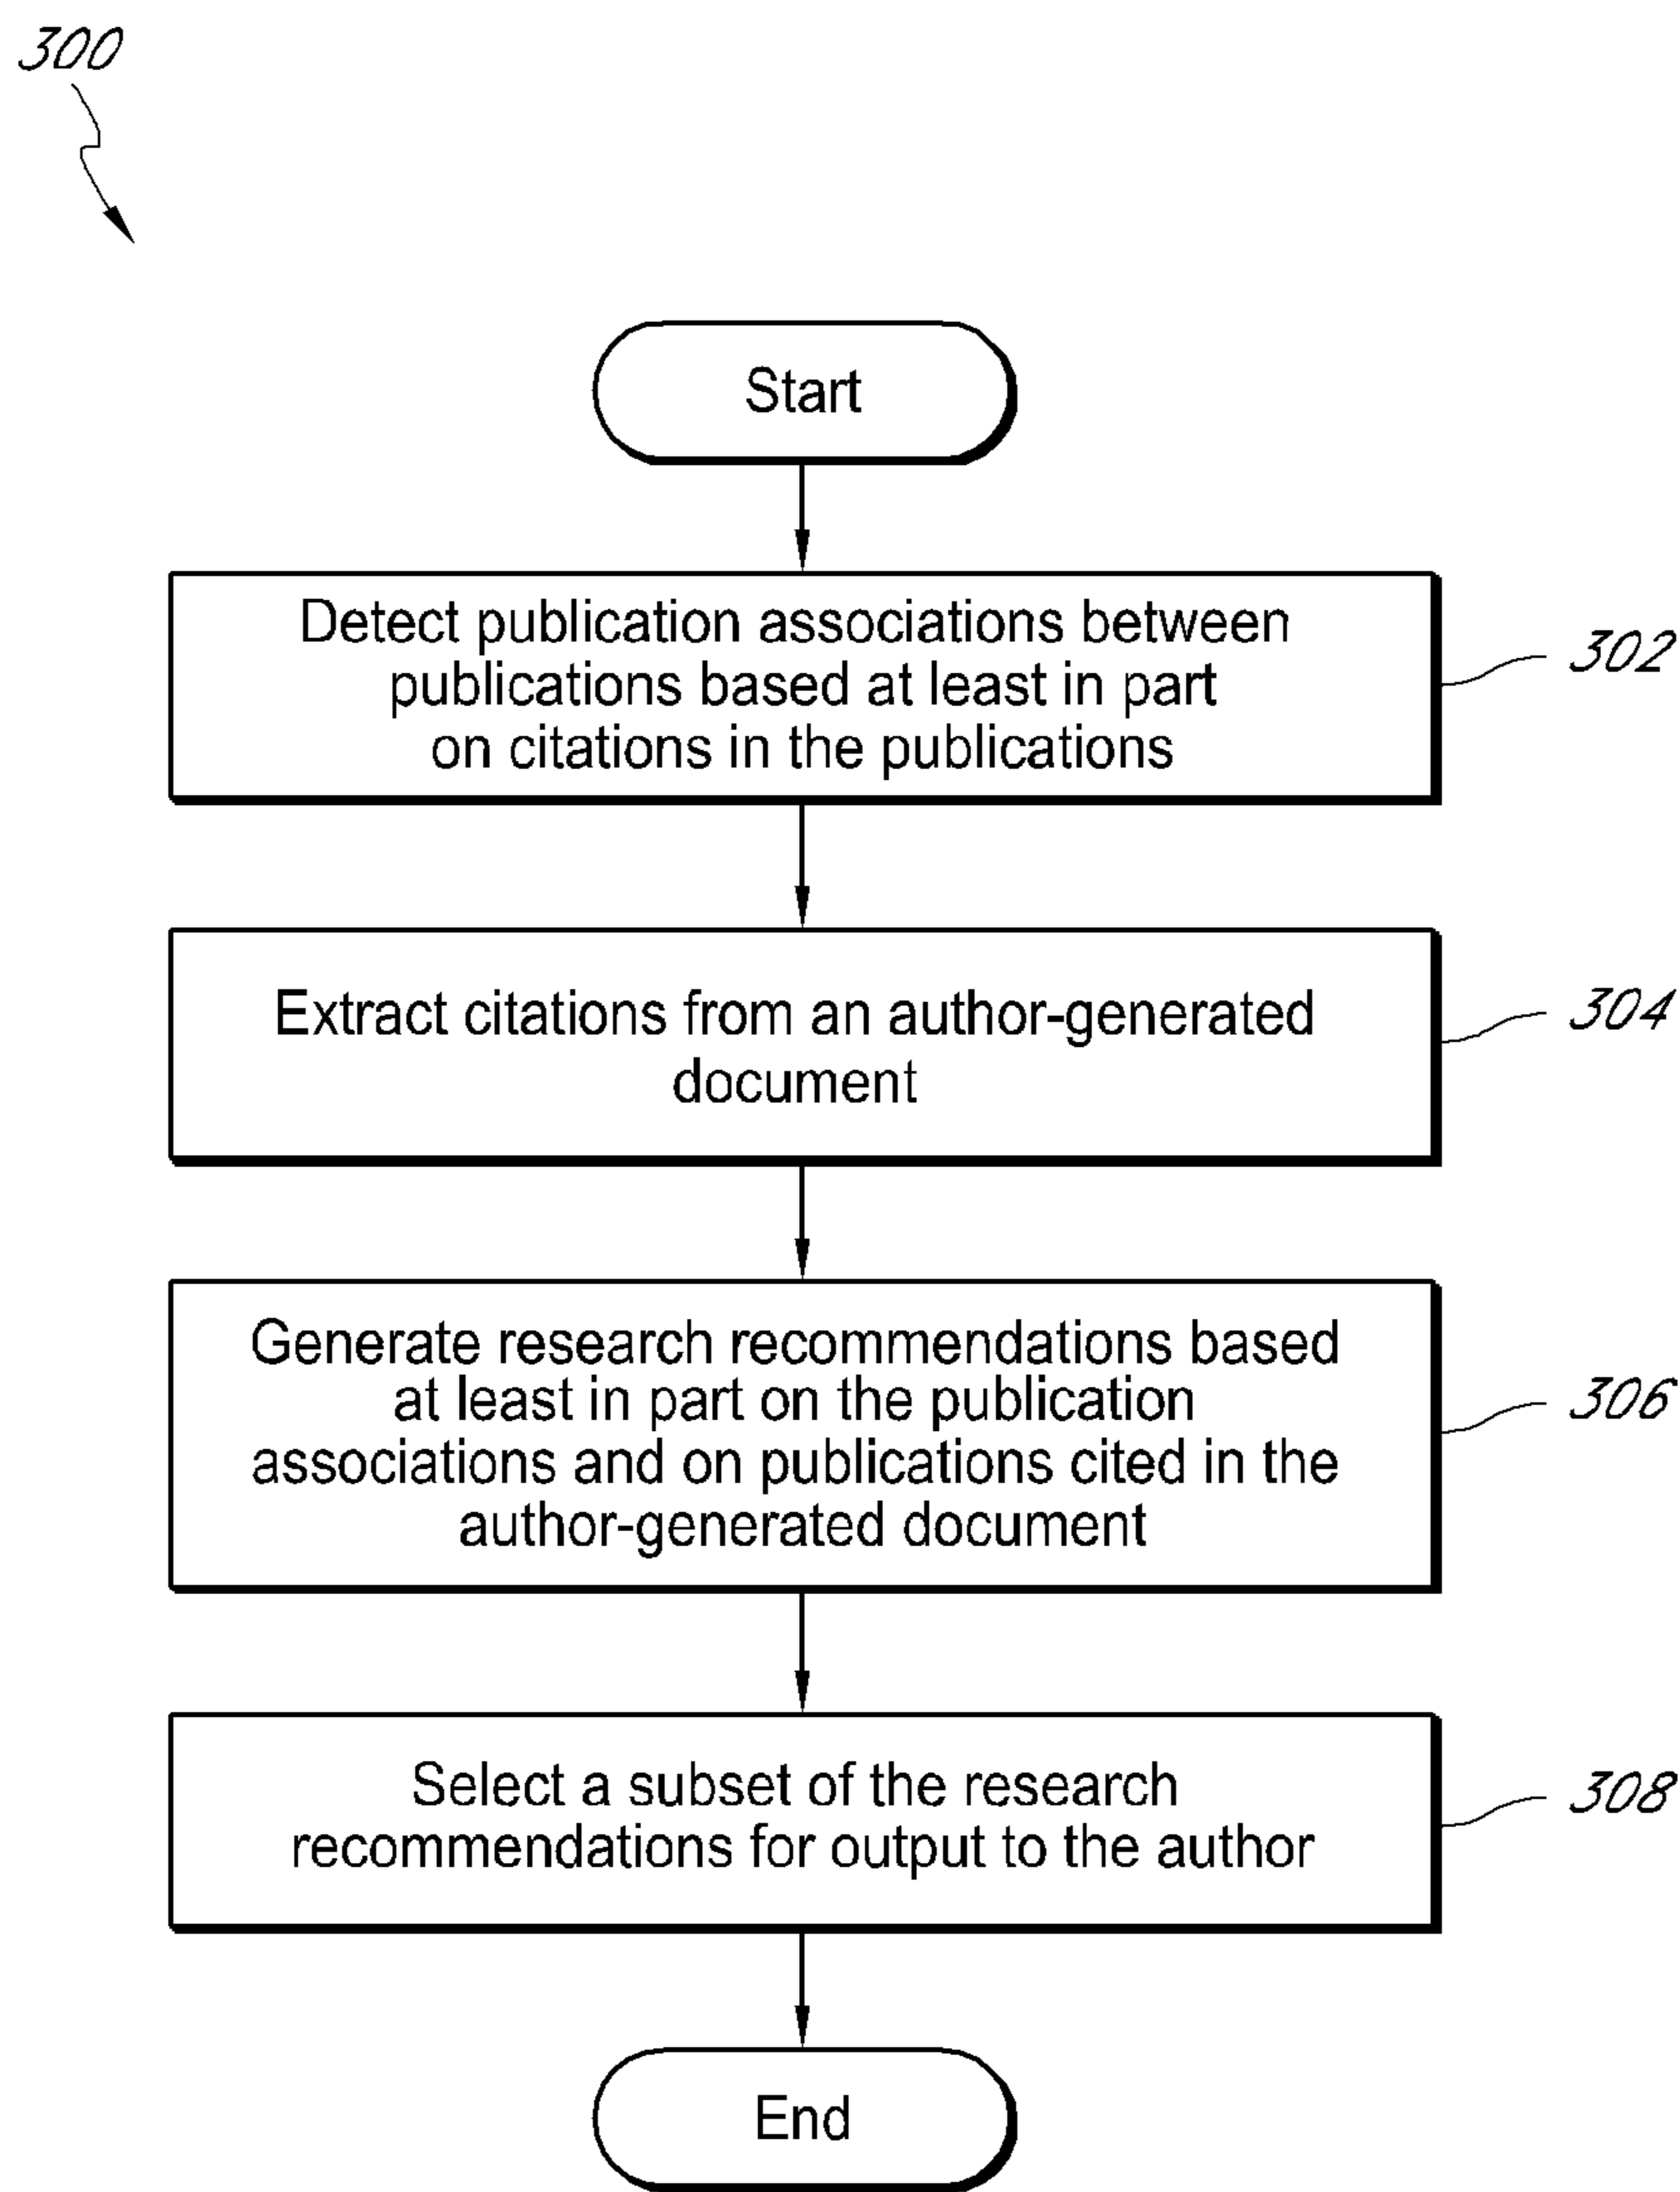 300
Start
Detect publication associations between
publications based at least in part
on citations in the publications
302
Extract citations from an author-generated
document
304
Generate research recommendations based
at least in part on the publication
associations and on publications cited in the
author-generated document
306
Select a subset of the research
recommendations for output to the author
308
End